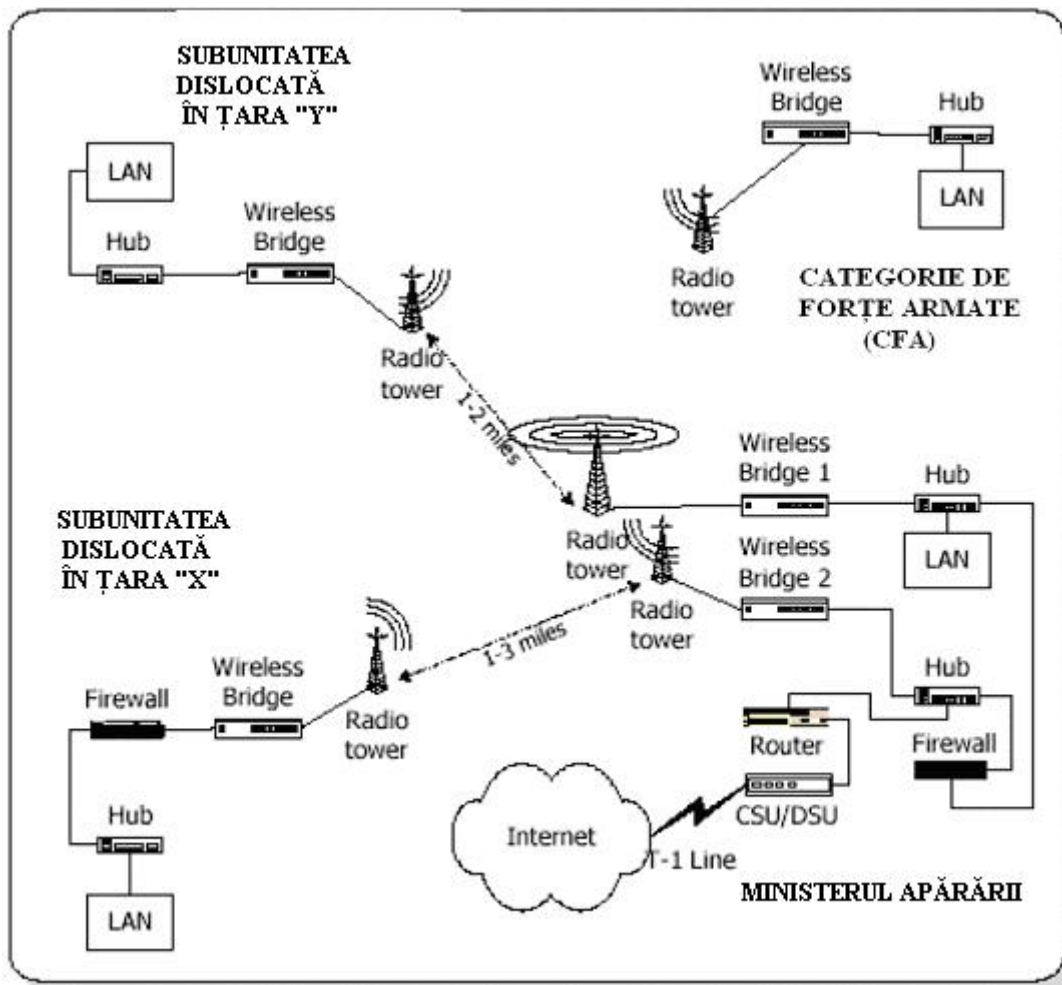 SUBUNITATEA
DISLOCATĂ
ÎN ȚARA "Y"
LAN
Hub
Wireless
Bridge
Radio
tower
1-2 miles
Wireless
Bridge
Hub
LAN
Radio
tower
CATEGORIE DE
FORȚE ARMATE
(CFA)
SUBUNITATEA
DISLOCATĂ
ÎN ȚARA "X"
Firewall
Wireless
Bridge
Radio
tower
Hub
LAN
1-3 miles
Radio
tower
Radio
tower
Wireless
Bridge 1
Hub
LAN
Wireless
Bridge 2
Hub
Router
Firewall
CSU/DSU
Internet
T-1 Line
MINISTERUL APĂRĂRII